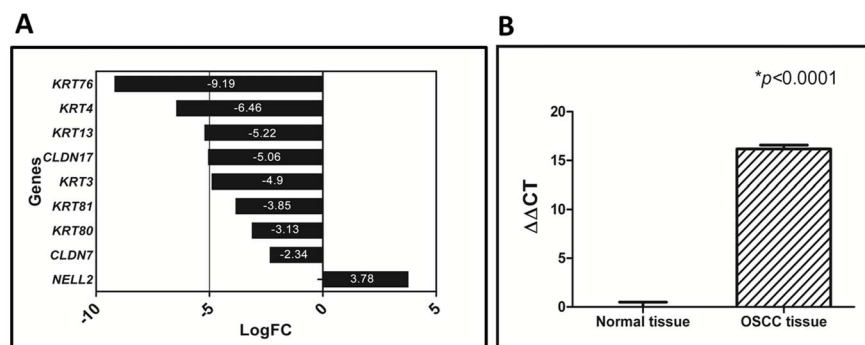 A
B
KRT76
-9.19
KRT4
-6.46
KRT13
-5.22
CLDN17
-5.06
KRT3
-4.9
KRT81
-3.85
KRT80
-3.13
CLDN7
-2.34
NELL2
3.78
Genes
-10
-5
0
5
LogFC
*p<0.0001
20
15
10
5
0
ΔΔCT
Normal tissue
OSCC tissue